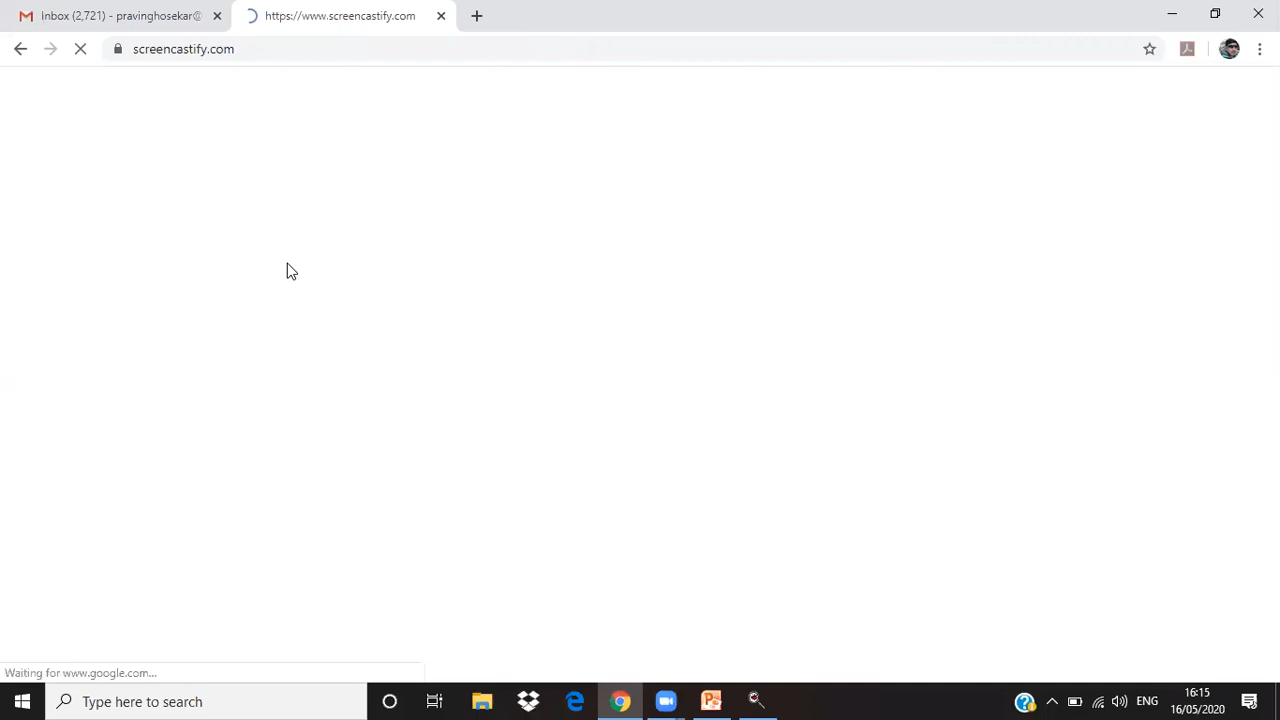 Inbox (2,721) - pravinghosekar@
https://www.screencastify.com
screencastify.com
Waiting for www.google.com...
Type here to search
ENG
16:15
16/05/2020